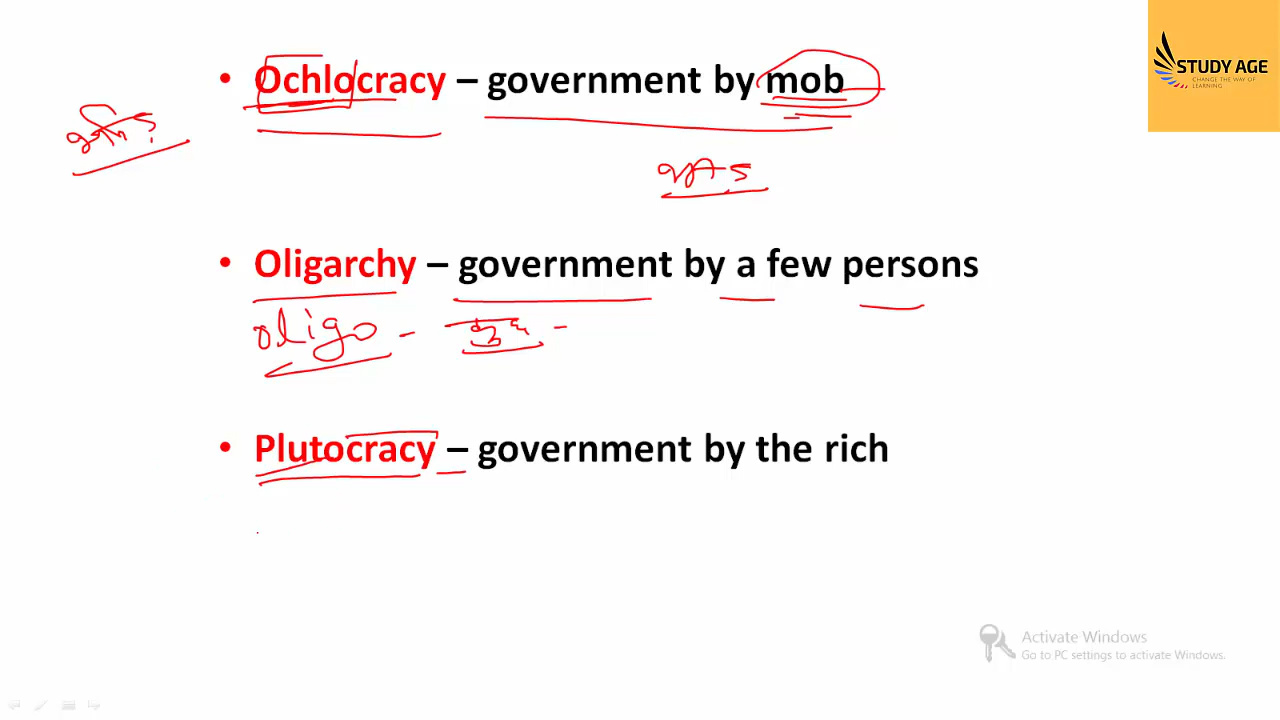 • Ochlocracy – government by mob
• Oligarchy – government by a few persons
oligo -
• Plutocracy – government by the rich
STUDY AGE
CHANGE THE WAY OF
LEARNING
Activate Windows
Go to PC settings to activate Windows.